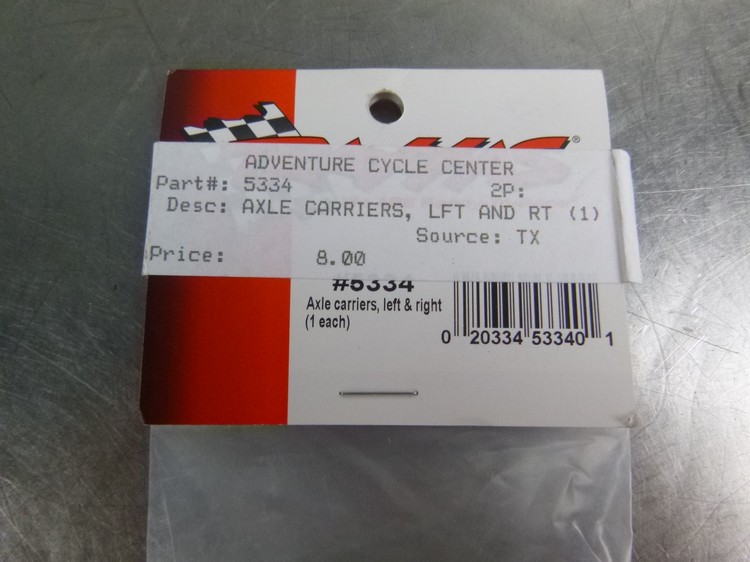 ®
ADVENTURE CYCLE CENTER
Part#: 5334 2P:
Desc: AXLE CARRIERS, LFT AND RT (1)
Source: TX
Price: 8.00
#5334
Axle carriers, left & right
(1 each)
0 20334 53340 1